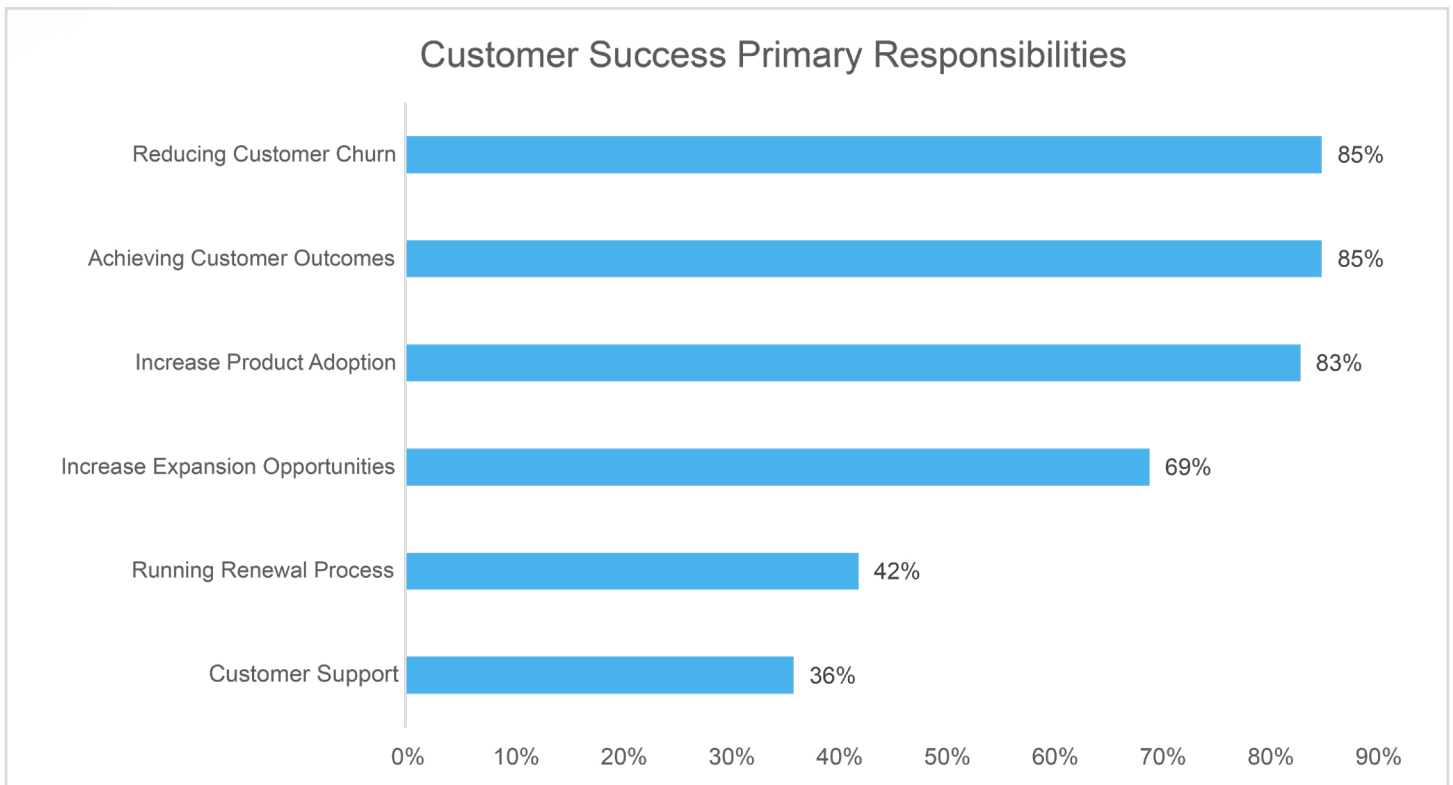 Customer Success Primary Responsibilities
Reducing Customer Churn 85%
Achieving Customer Outcomes 85%
Increase Product Adoption 83%
Increase Expansion Opportunities 69%
Running Renewal Process 42%
Customer Support 36%
0% 10% 20% 30% 40% 50% 60% 70% 80% 90%